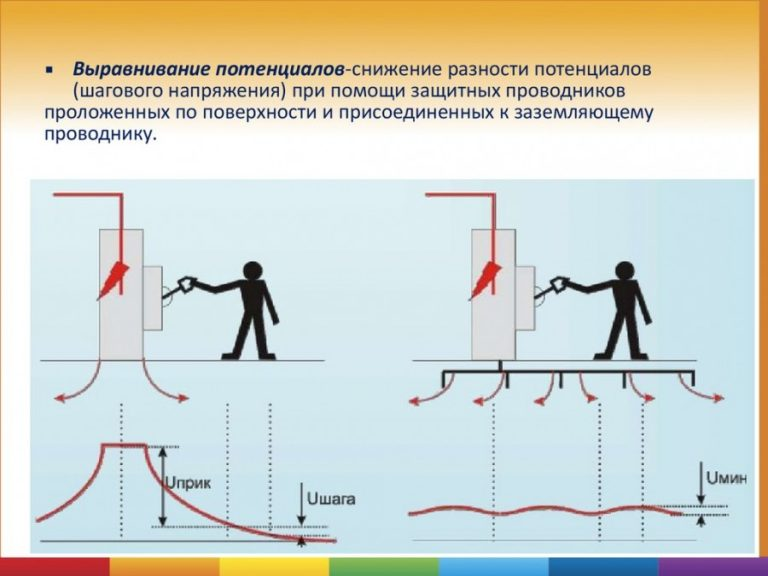 ▪ Выравнивание потенциалов-снижение разности потенциалов
(шагового напряжения) при помощи защитных проводников
проложенных по поверхности и присоединенных к заземляющему
проводнику.
Uприк
Uшага
Uмин